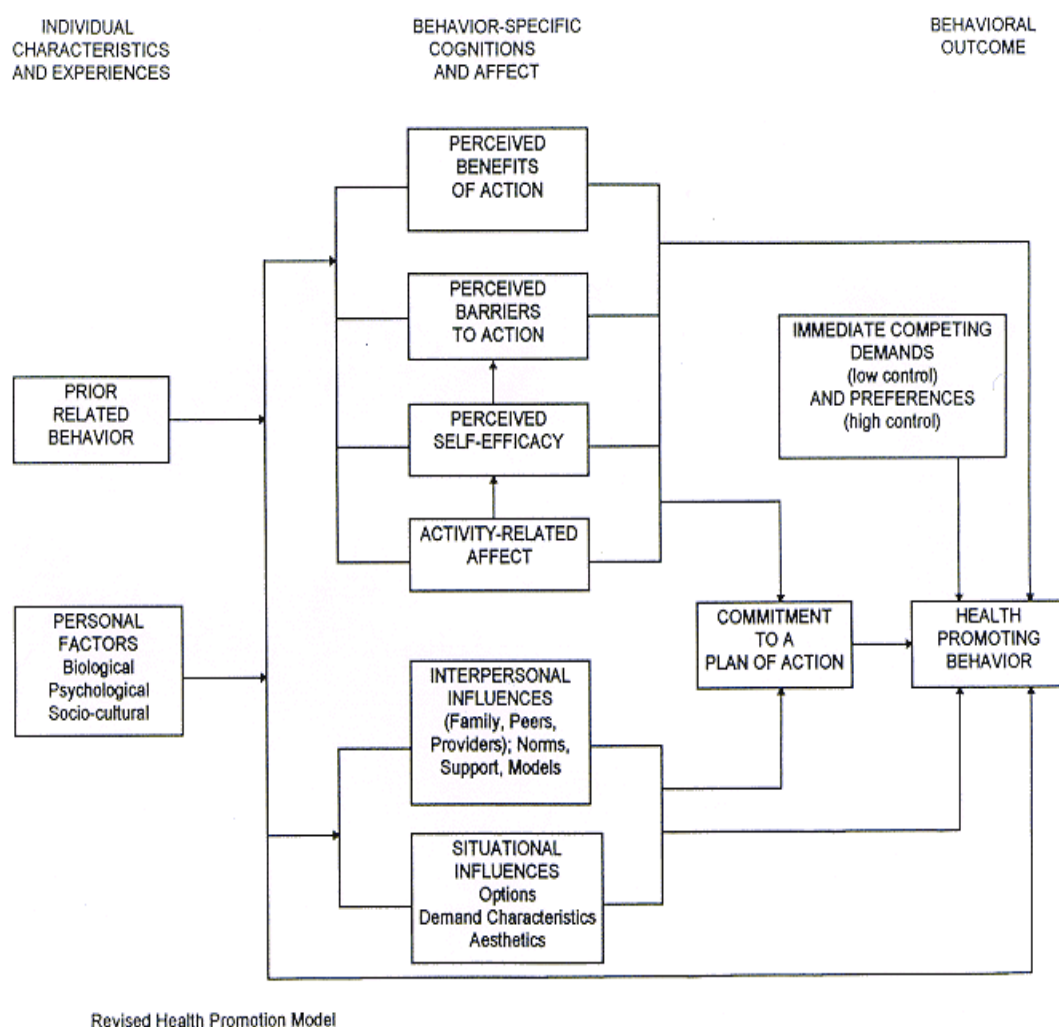 INDIVIDUAL
CHARACTERISTICS
AND EXPERIENCES
BEHAVIOR-SPECIFIC
COGNITIONS
AND AFFECT
BEHAVIORAL
OUTCOME
PERCEIVED
BENEFITS
OF ACTION
PERCEIVED
BARRIERS
TO ACTION
IMMEDIATE COMPETING
DEMANDS
(low control)
AND PREFERENCES
(high control)
PRIOR
RELATED
BEHAVIOR
PERCEIVED
SELF-EFFICACY
ACTIVITY-RELATED
AFFECT
PERSONAL
FACTORS
Biological
Psychological
Socio-cultural
COMMITMENT
TO A
PLAN OF ACTION
HEALTH
PROMOTING
BEHAVIOR
INTERPERSONAL
INFLUENCES
(Family, Peers,
Providers); Norms,
Support, Models
SITUATIONAL
INFLUENCES
Options
Demand Characteristics
Aesthetics
Revised Health Promotion Model